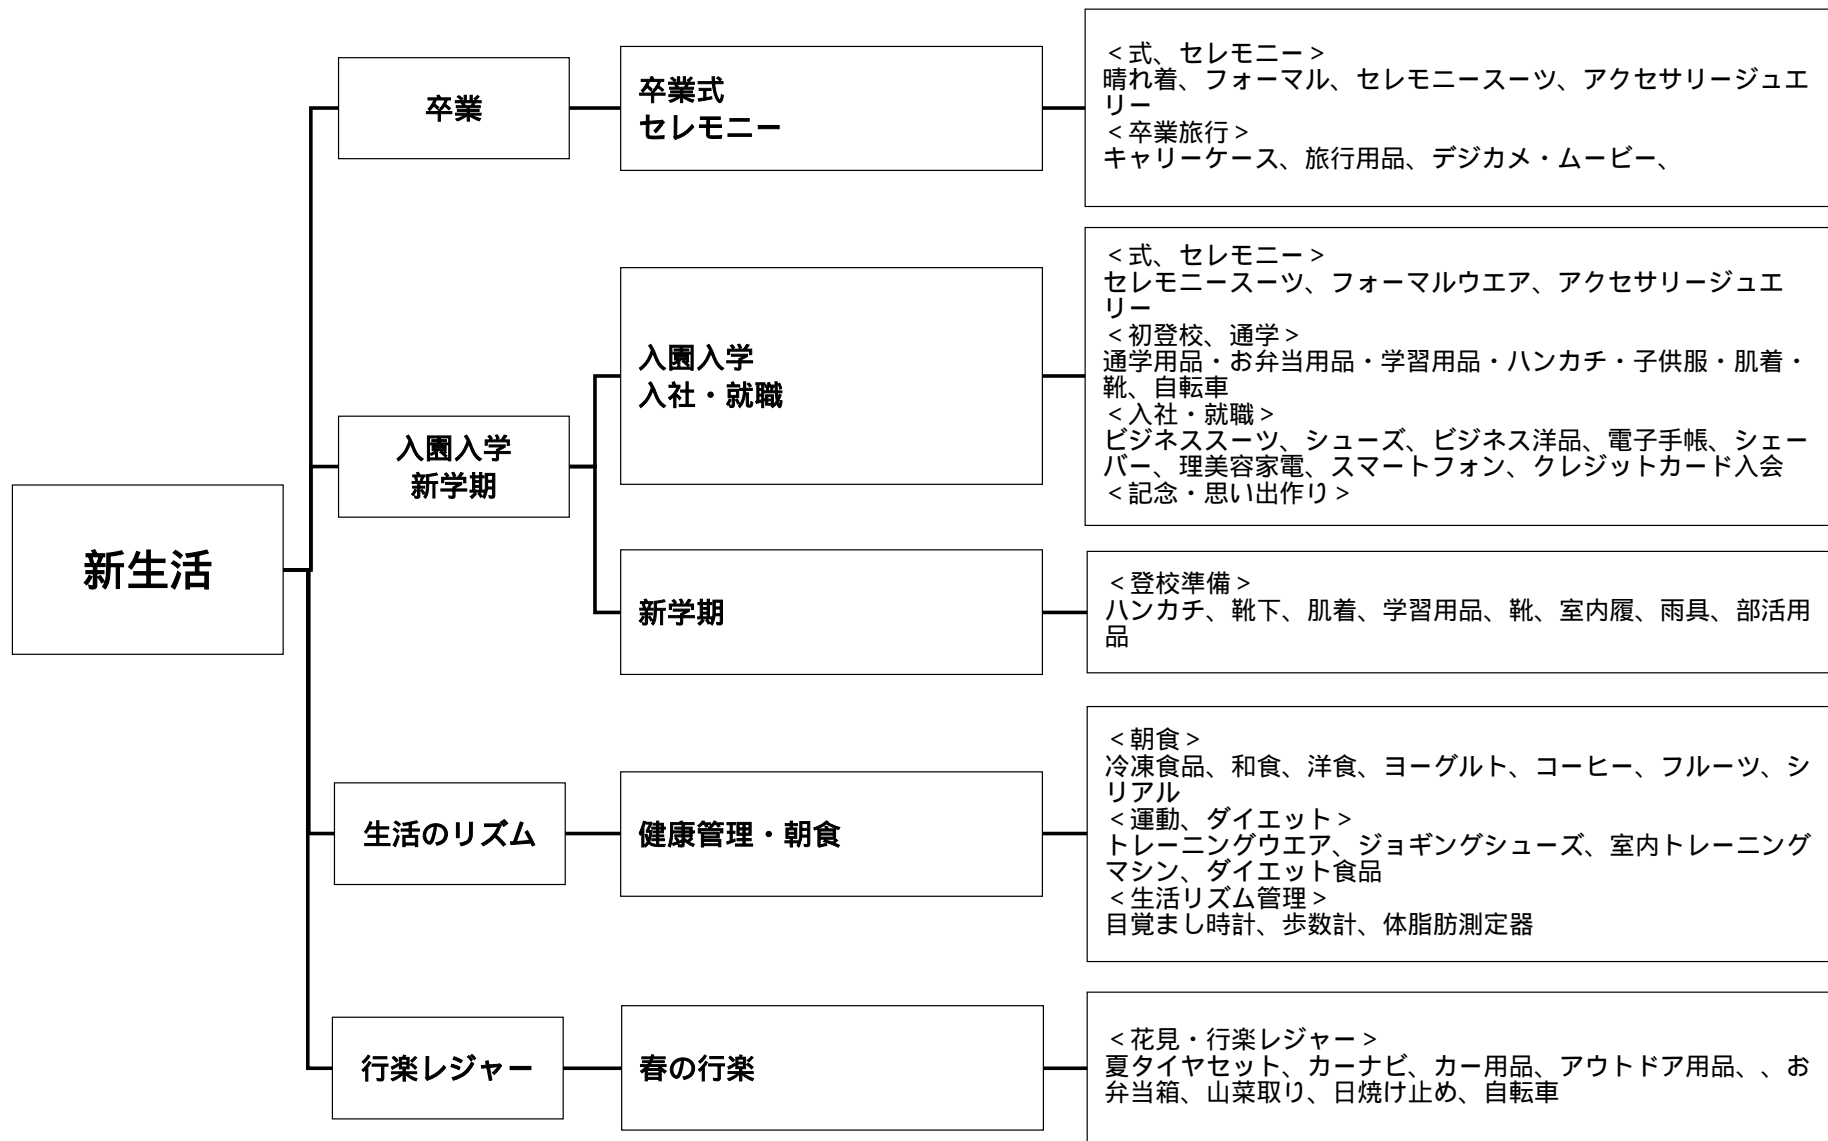 新生活
卒業
卒業式
セレモニー
＜式、セレモニー＞
晴れ着、フォーマル、セレモニースーツ、アクセサリージュエ
リー
＜卒業旅行＞
キャリーケース、旅行用品、デジカメ・ムービー、
入園入学
新学期
入園入学
入社・就職
＜式、セレモニー＞
セレモニースーツ、フォーマルウエア、アクセサリージュエ
リー
＜初登校、通学＞
通学用品・お弁当用品・学習用品・ハンカチ・子供服・肌着・
靴、自転車
＜入社・就職＞
ビジネススーツ、シューズ、ビジネス洋品、電子手帳、シェー
バー、理美容家電、スマートフォン、クレジットカード入会
＜記念・思い出作り＞
新学期
＜登校準備＞
ハンカチ、靴下、肌着、学習用品、靴、室内履、雨具、部活用
品
生活のリズム
健康管理・朝食
＜朝食＞
冷凍食品、和食、洋食、ヨーグルト、コーヒー、フルーツ、シ
リアル
＜運動、ダイエット＞
トレーニングウエア、ジョギングシューズ、室内トレーニング
マシン、ダイエット食品
＜生活リズム管理＞
目覚まし時計、歩数計、体脂肪測定器
行楽レジャー
春の行楽
＜花見・行楽レジャー＞
夏タイヤセット、カーナビ、カー用品、アウトドア用品、、お
弁当箱、山菜取り、日焼け止め、自転車